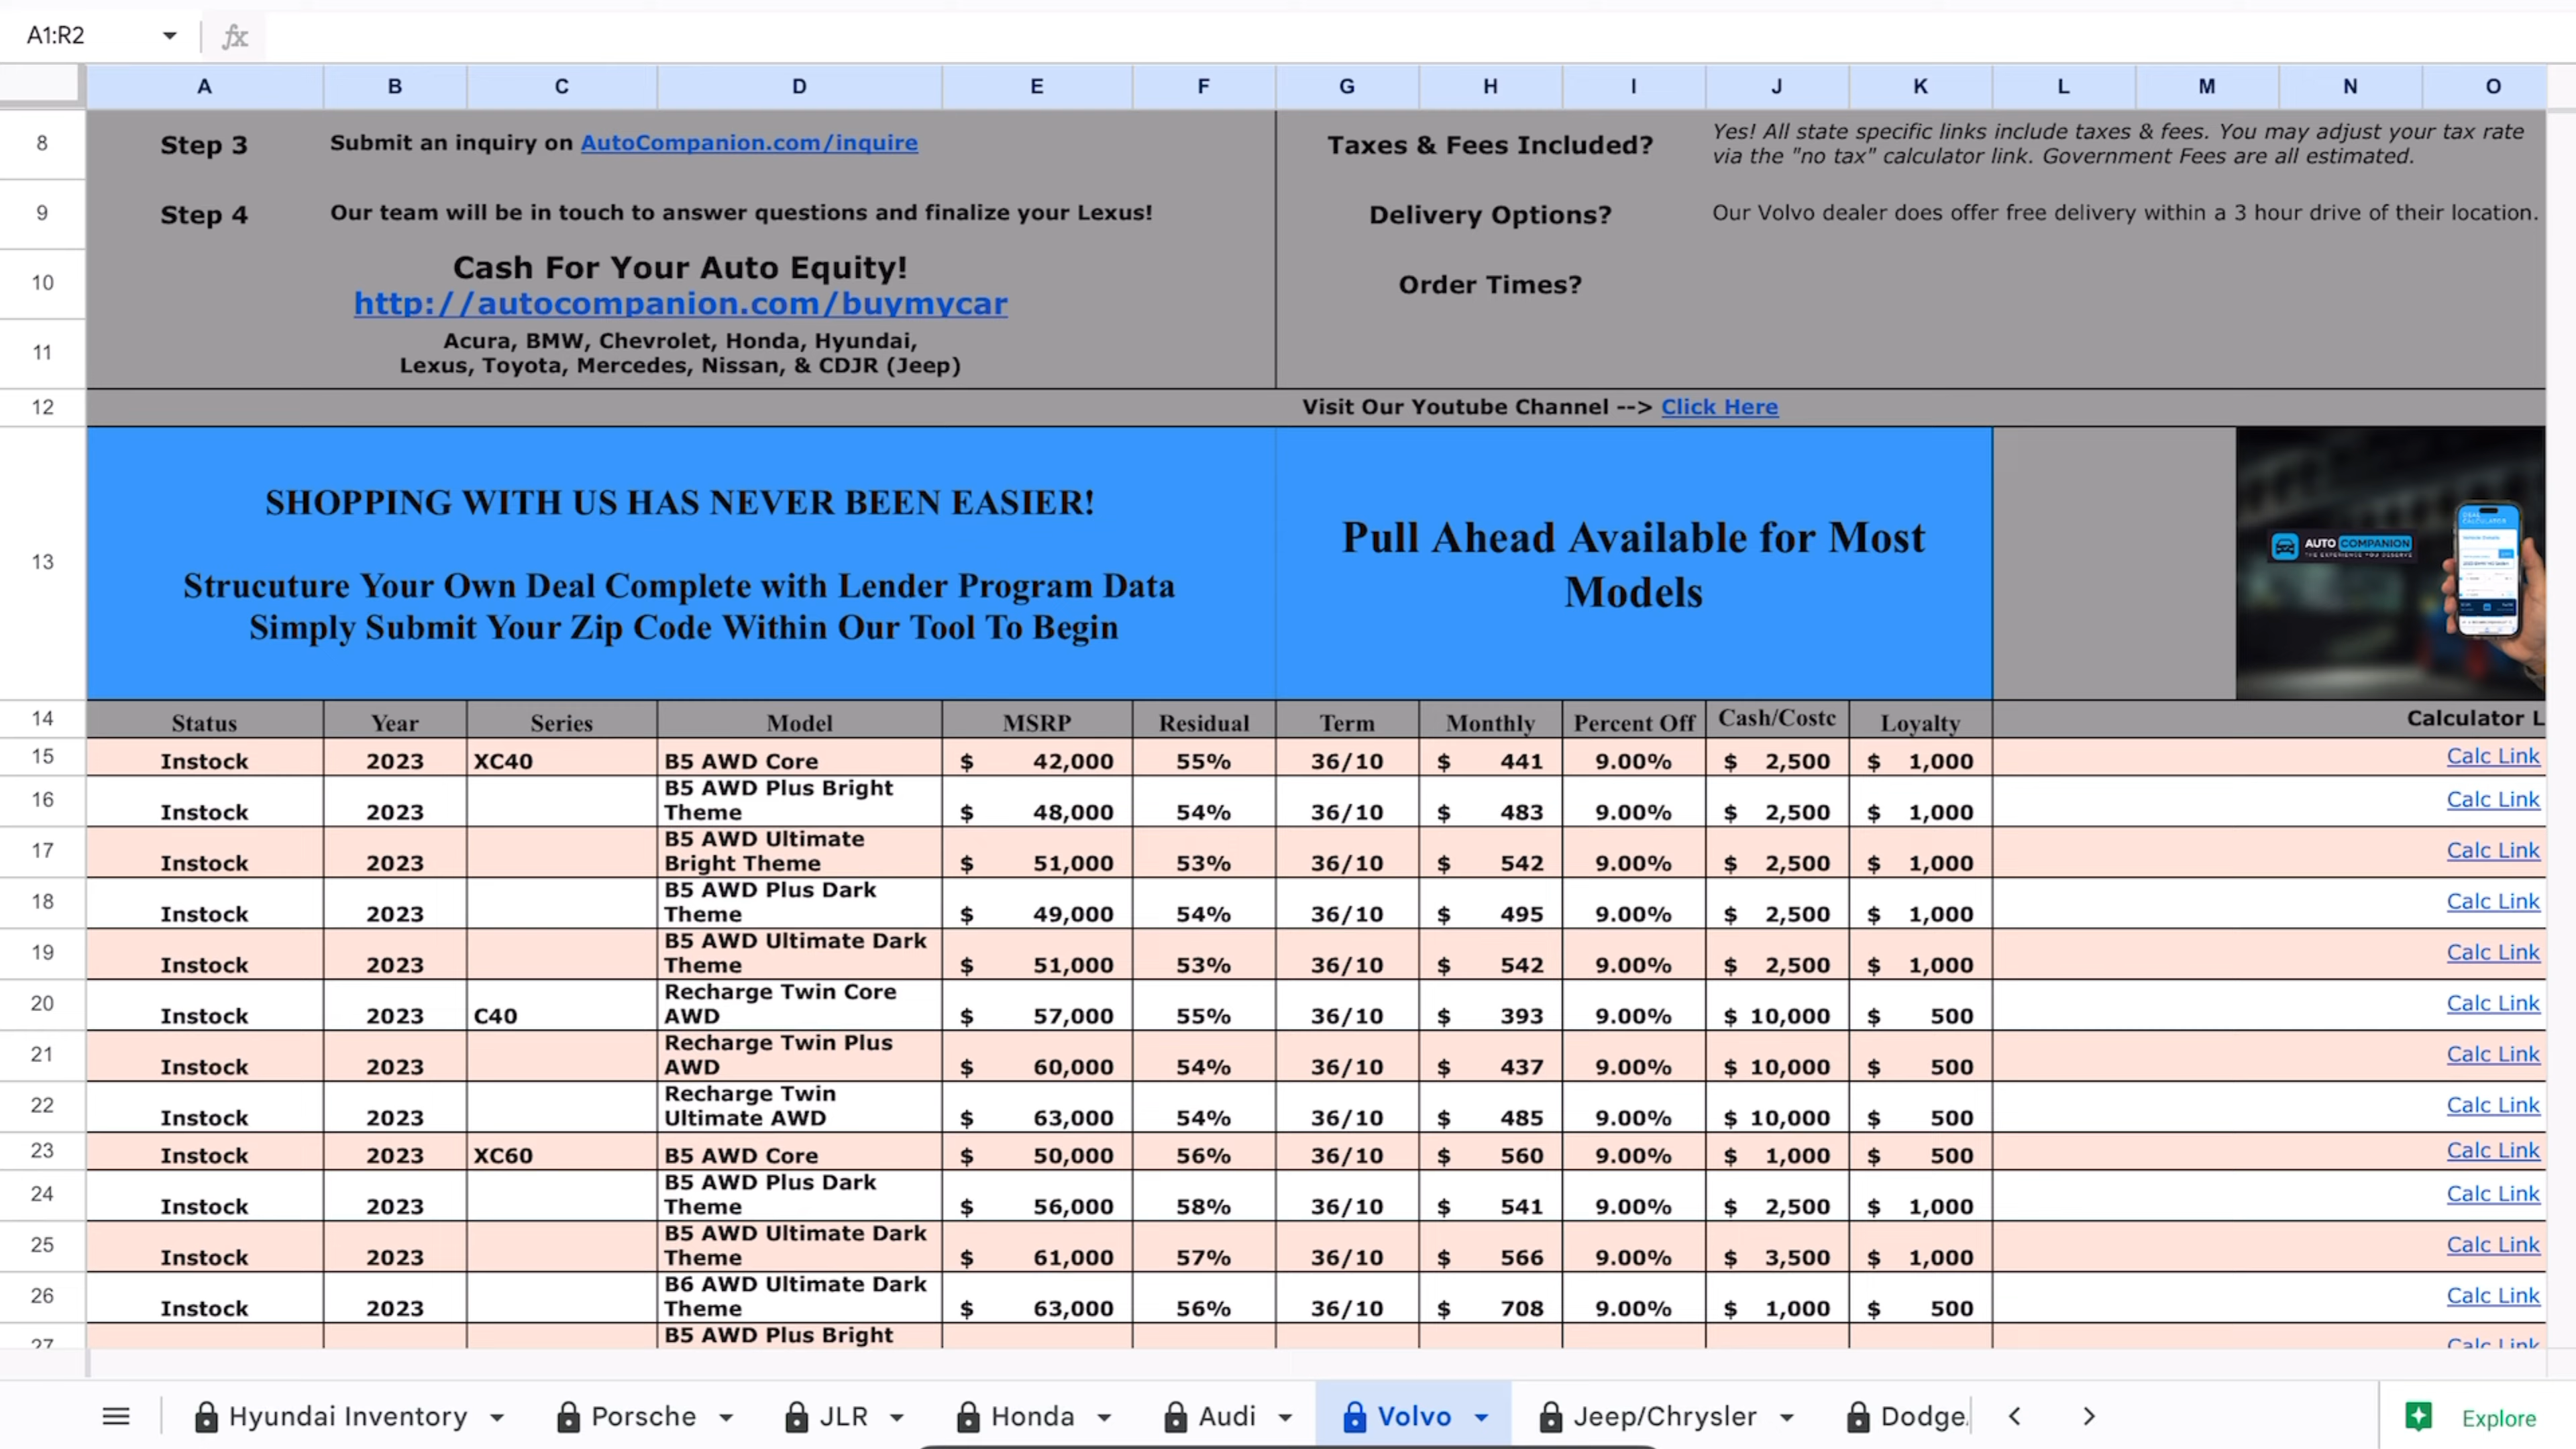 A1:R2 fx
A B C D E F G H I J K L M N O
8 Step 3 Submit an inquiry on AutoCompanion.com/inquire Taxes & Fees Included? Yes! All state specific links include taxes & fees. You may adjust your tax rate
via the "no tax" calculator link. Government Fees are all estimated.
9 Step 4 Our team will be in touch to answer questions and finalize your Lexus! Delivery Options? Our Volvo dealer does offer free delivery within a 3 hour drive of their location.
10 Cash For Your Auto Equity! Order Times?
http://autocompanion.com/buymycar
11 Acura, BMW, Chevrolet, Honda, Hyundai,
Lexus, Toyota, Mercedes, Nissan, & CDJR (Jeep)
12 Visit Our Youtube Channel --> Click Here
13
SHOPPING WITH US HAS NEVER BEEN EASIER!
Strucuture Your Own Deal Complete with Lender Program Data
Simply Submit Your Zip Code Within Our Tool To Begin
Pull Ahead Available for Most
Models
AUTO COMPANION
THE EXPERIENCE YOU DESERVE
14 Status Year Series Model MSRP Residual Term Monthly Percent Off Cash/Costc Loyalty Calculator L
15 Instock 2023 XC40 B5 AWD Core $ 42,000 55% 36/10 $ 441 9.00% $ 2,500 $ 1,000 Calc Link
16 Instock 2023 B5 AWD Plus Bright Theme $ 48,000 54% 36/10 $ 483 9.00% $ 2,500 $ 1,000 Calc Link
17 Instock 2023 B5 AWD Ultimate Bright Theme $ 51,000 53% 36/10 $ 542 9.00% $ 2,500 $ 1,000 Calc Link
18 Instock 2023 B5 AWD Plus Dark Theme $ 49,000 54% 36/10 $ 495 9.00% $ 2,500 $ 1,000 Calc Link
19 Instock 2023 B5 AWD Ultimate Dark Theme $ 51,000 53% 36/10 $ 542 9.00% $ 2,500 $ 1,000 Calc Link
20 Instock 2023 C40 Recharge Twin Core AWD $ 57,000 55% 36/10 $ 393 9.00% $ 10,000 $ 500 Calc Link
21 Instock 2023 Recharge Twin Plus AWD $ 60,000 54% 36/10 $ 437 9.00% $ 10,000 $ 500 Calc Link
22 Instock 2023 Recharge Twin Ultimate AWD $ 63,000 54% 36/10 $ 485 9.00% $ 10,000 $ 500 Calc Link
23 Instock 2023 XC60 B5 AWD Core $ 50,000 56% 36/10 $ 560 9.00% $ 1,000 $ 500 Calc Link
24 Instock 2023 B5 AWD Plus Dark Theme $ 56,000 58% 36/10 $ 541 9.00% $ 2,500 $ 1,000 Calc Link
25 Instock 2023 B5 AWD Ultimate Dark Theme $ 61,000 57% 36/10 $ 566 9.00% $ 3,500 $ 1,000 Calc Link
26 Instock 2023 B6 AWD Ultimate Dark Theme $ 63,000 56% 36/10 $ 708 9.00% $ 1,000 $ 500 Calc Link
27 B5 AWD Plus Bright Calc Link
Hyundai Inventory Porsche JLR Honda Audi Volvo Jeep/Chrysler Dodge Explore